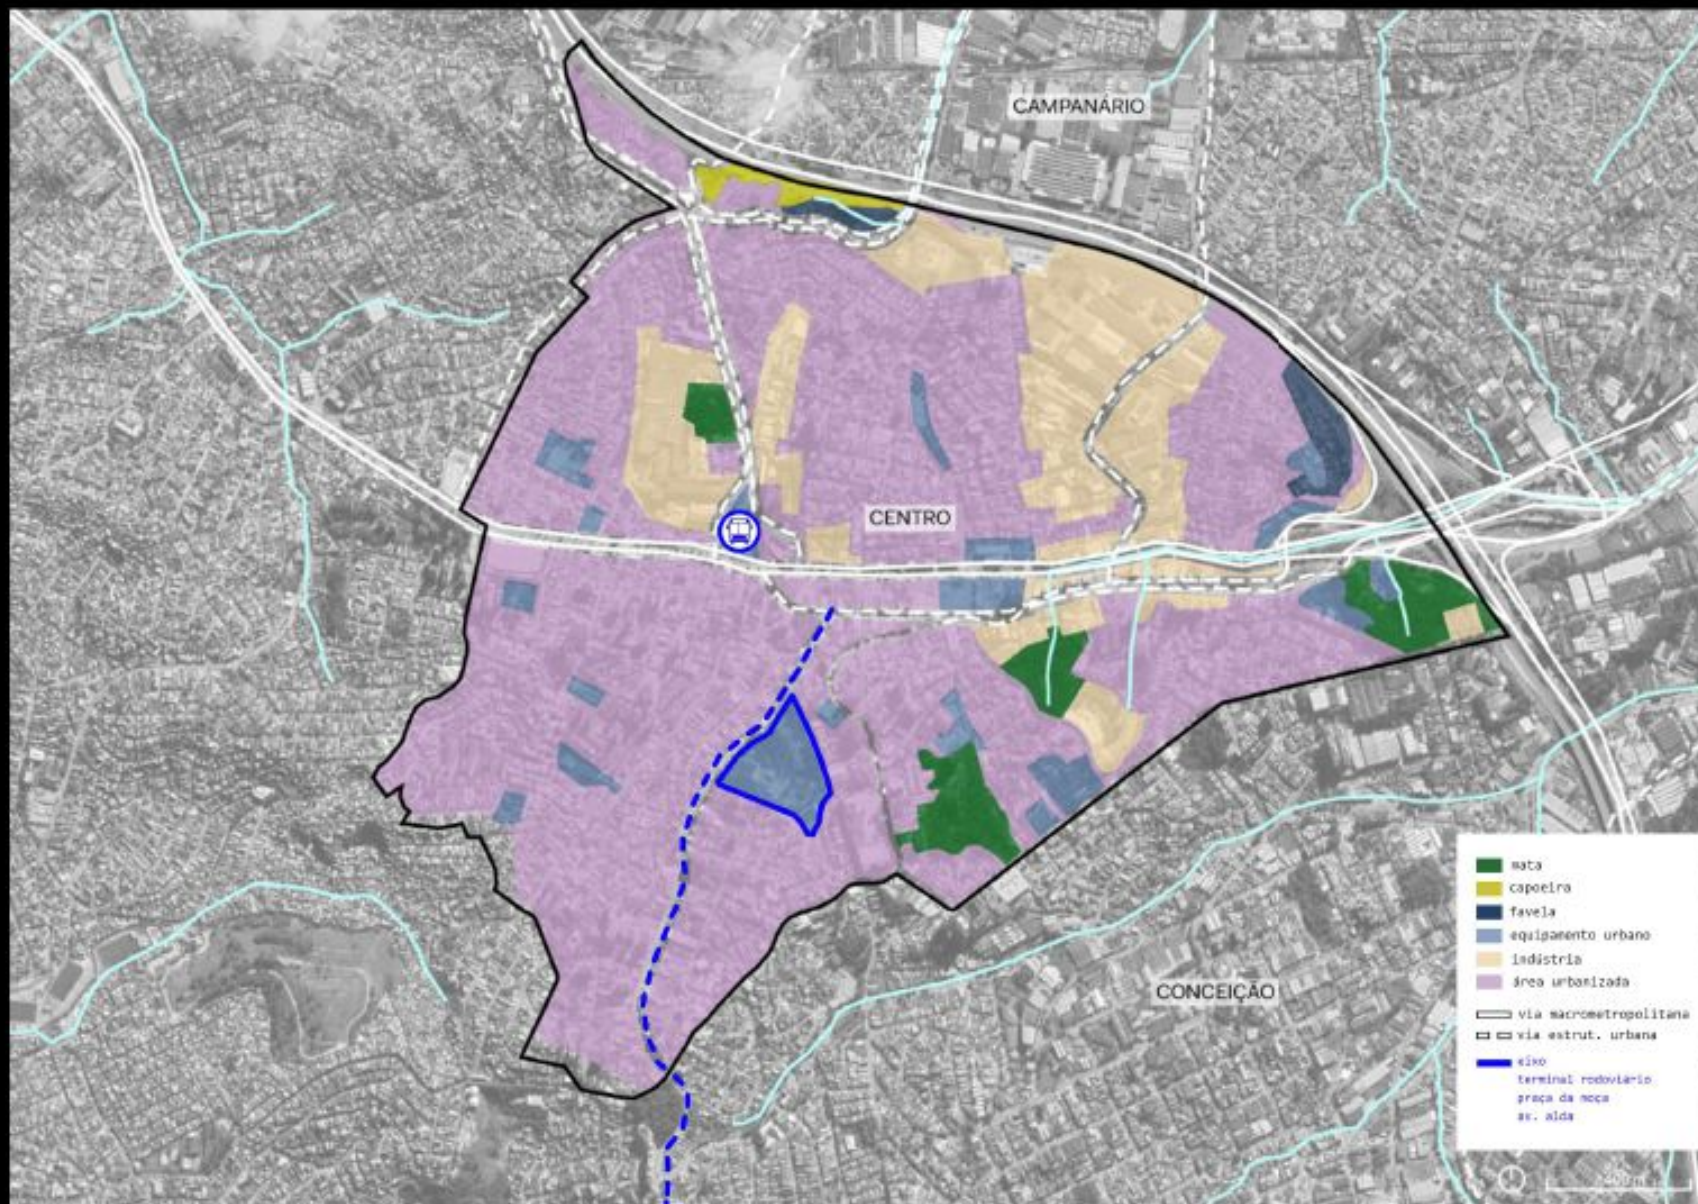 CAMPANÁRIO
CENTRO
CONCEIÇÃO
mata
capoeira
favela
equipamento urbano
indústria
área urbanizada
via macrometropolitana
via estrut. urbana
eixo
terminal rodoviário
praça da moça
av. alda
400 m